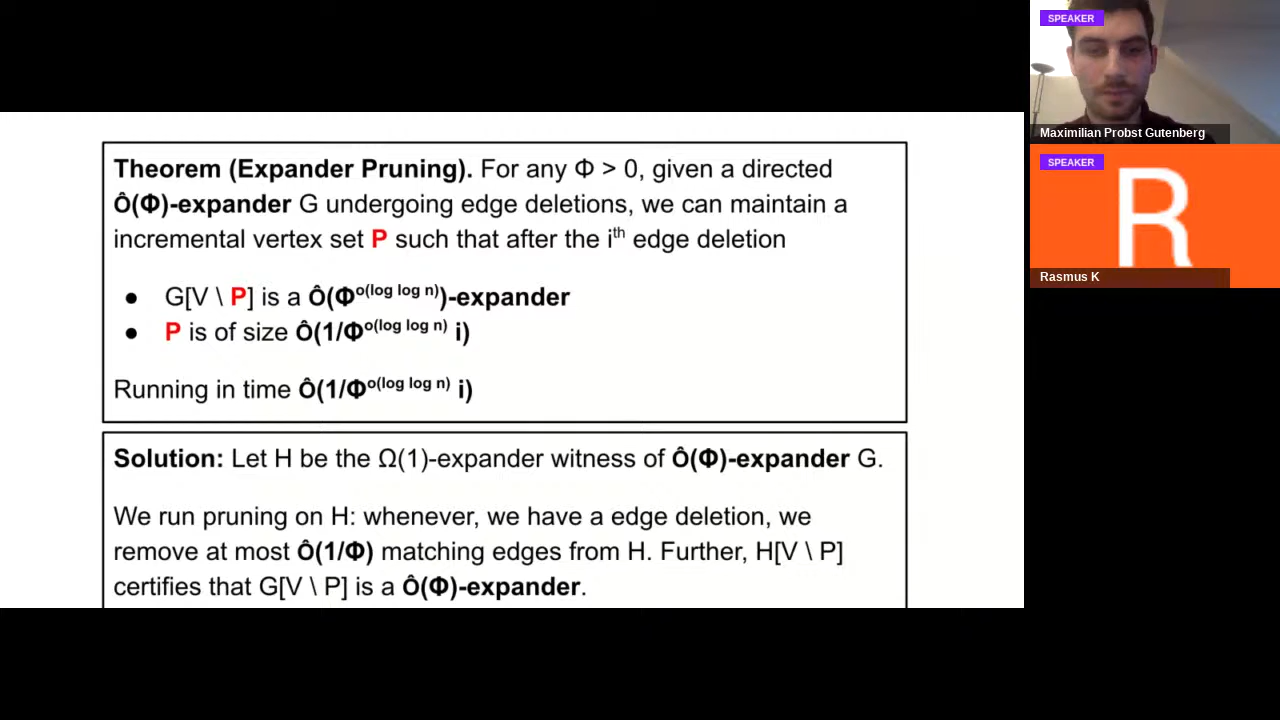 Theorem (Expander Pruning). For any Φ > 0, given a directed
Ô(Φ)-expander G undergoing edge deletions, we can maintain a
incremental vertex set P such that after the iᵗʰ edge deletion
● G[V \ P] is a Ô(Φ^o(log log n))-expander
● P is of size Ô(1/Φ^o(log log n) i)
Running in time Ô(1/Φ^o(log log n) i)
Solution: Let H be the Ω(1)-expander witness of Ô(Φ)-expander G.
We run pruning on H: whenever, we have a edge deletion, we
remove at most Ô(1/Φ) matching edges from H. Further, H[V \ P]
certifies that G[V \ P] is a Ô(Φ)-expander.
SPEAKER
Maximilian Probst Gutenberg
SPEAKER
R
Rasmus K